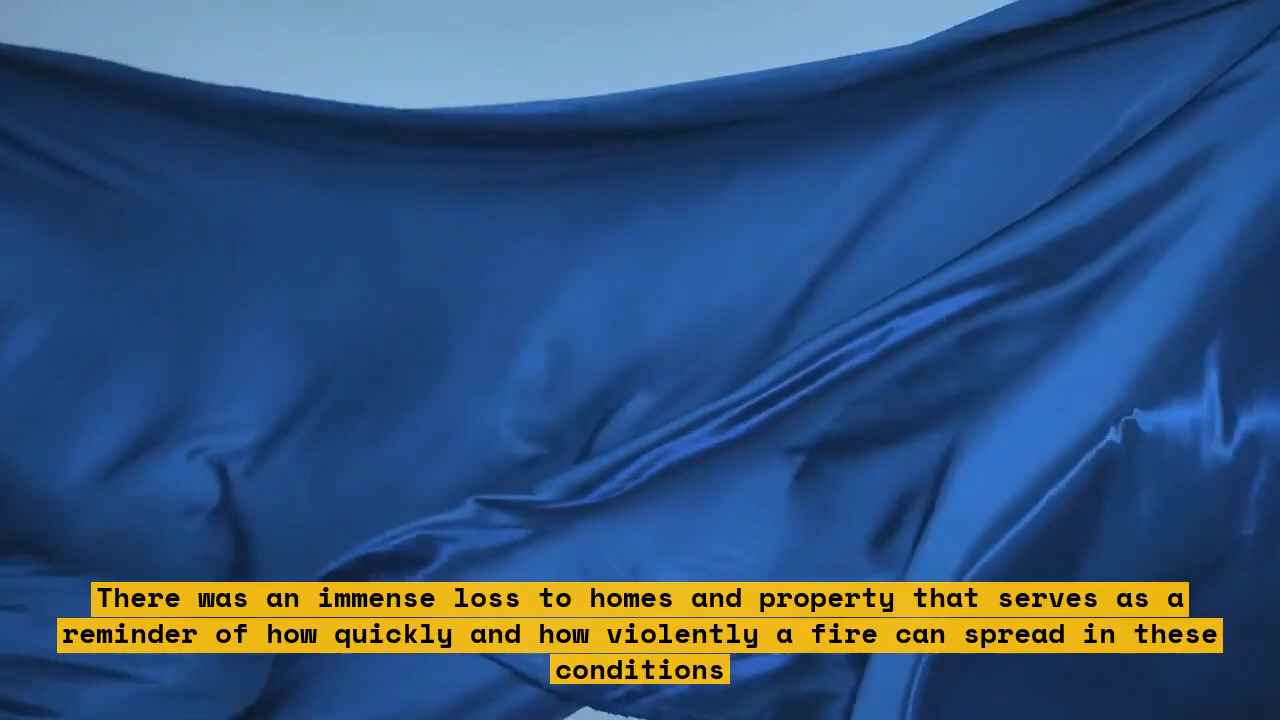 There was an immense loss to homes and property that serves as a
reminder of how quickly and how violently a fire can spread in these
conditions